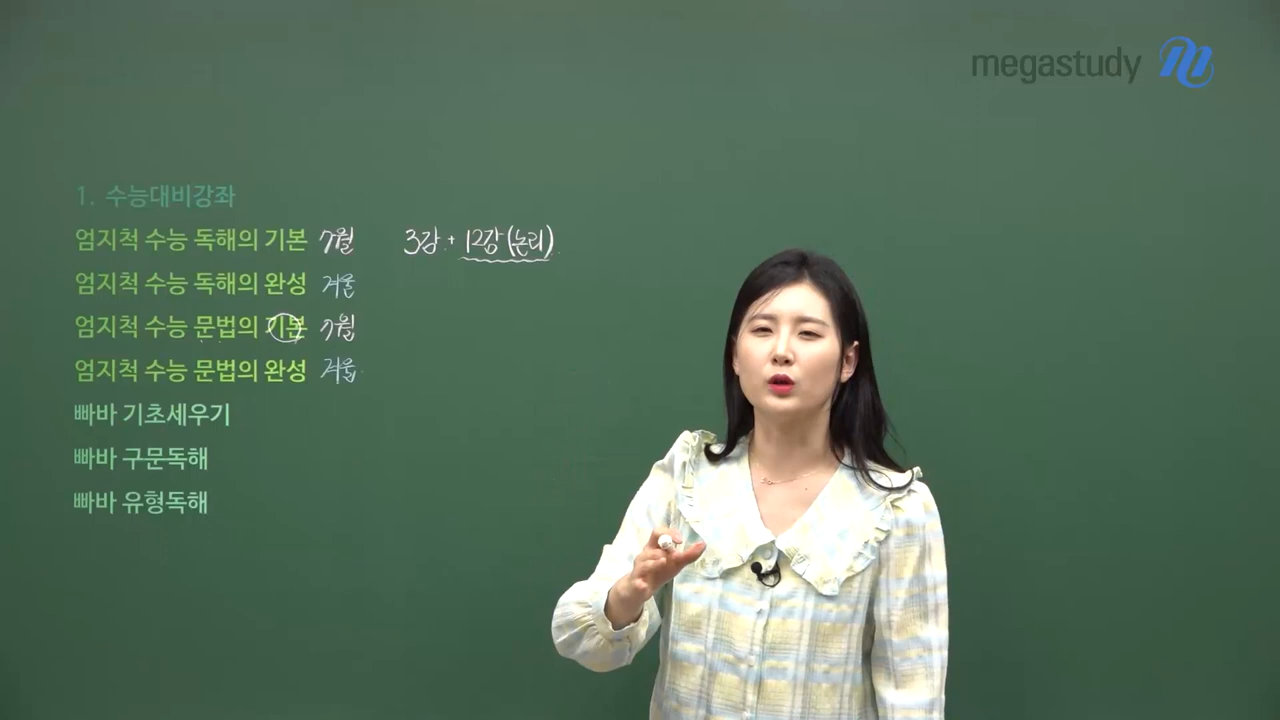 megastudy
1. 수능대비강좌
엄지척 수능 독해의 기본 7월 3강 + 12강(논리)
엄지척 수능 독해의 완성 겨울
엄지척 수능 문법의 기본 7월
엄지척 수능 문법의 완성 겨울
빠바 기초세우기
빠바 구문독해
빠바 유형독해